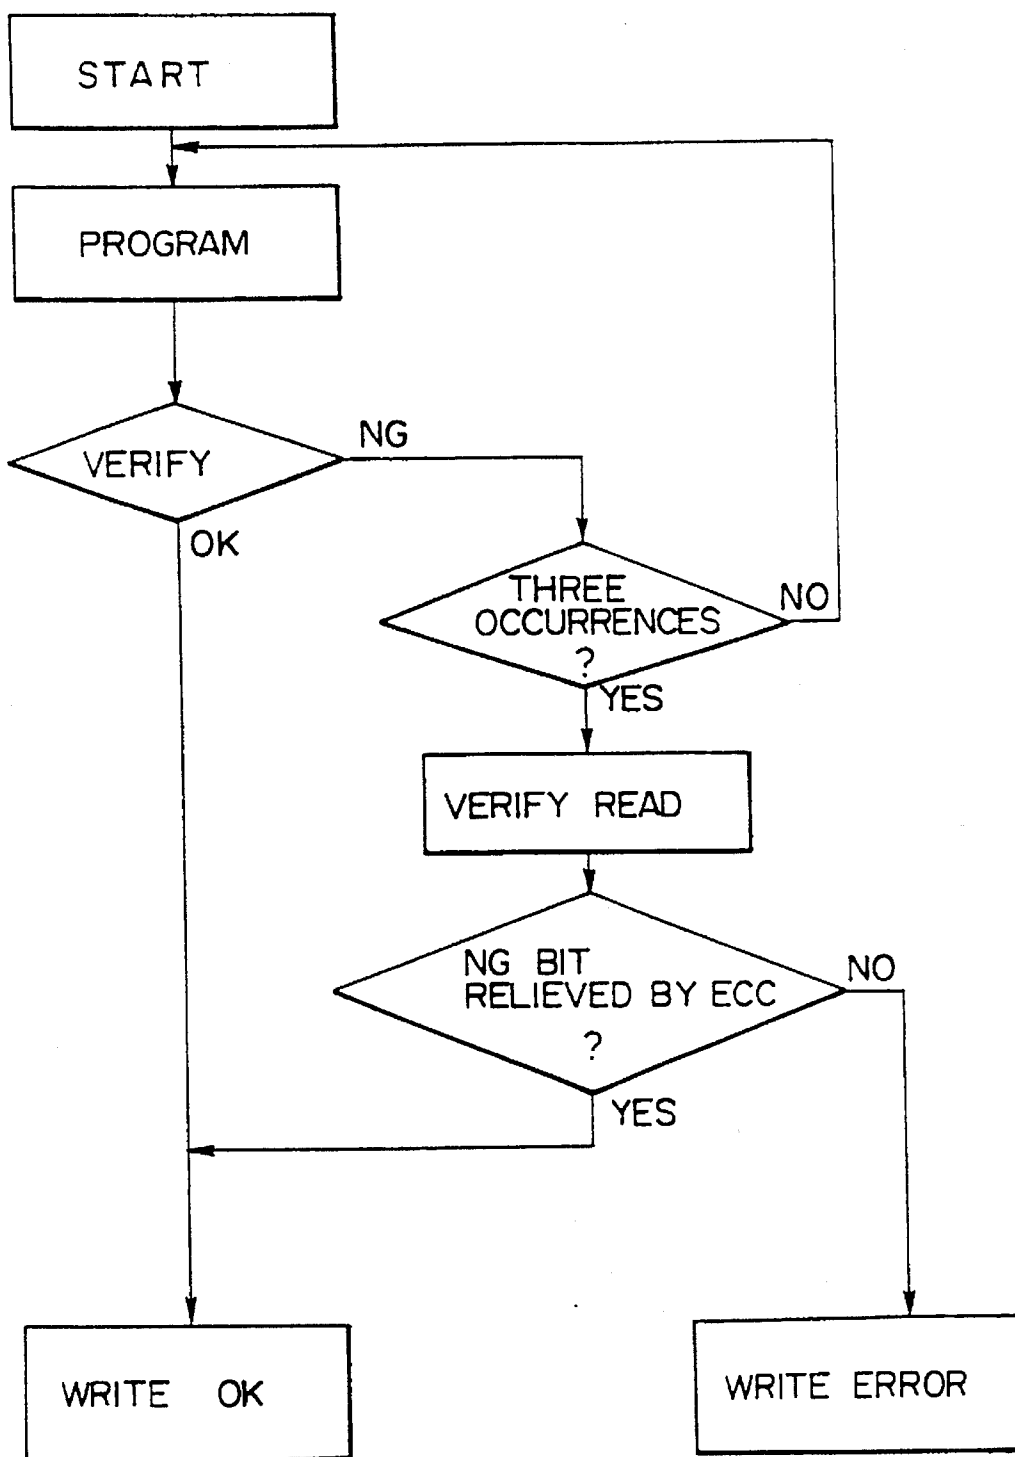 START
PROGRAM
VERIFY
NG
OK
THREE
OCCURRENCES
?
NO
YES
VERIFY READ
NG BIT
RELIEVED BY ECC
?
NO
YES
WRITE OK
WRITE ERROR